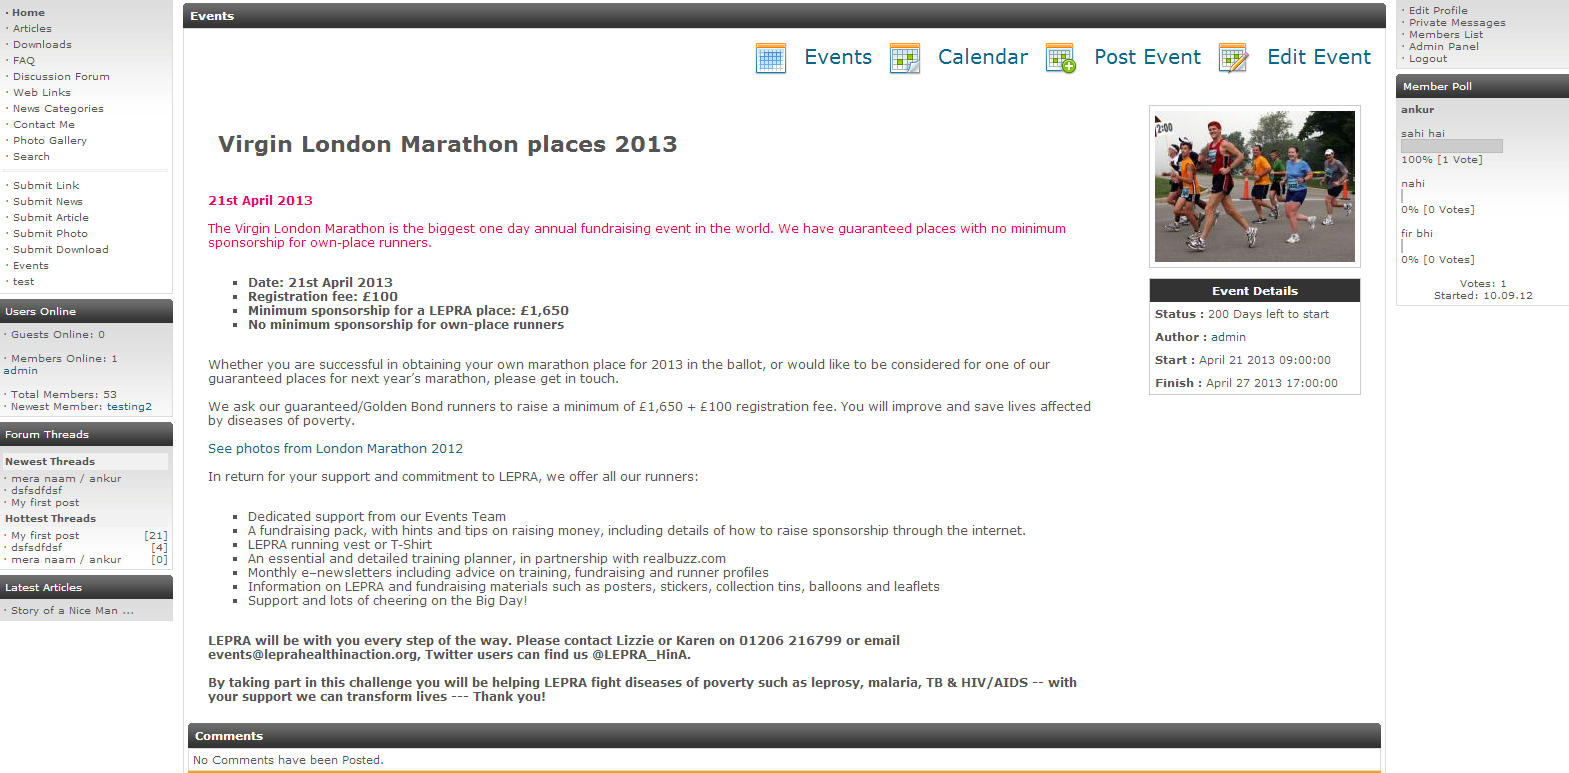 · Home
· Articles
· Downloads
· FAQ
· Discussion Forum
· Web Links
· News Categories
· Contact Me
· Photo Gallery
· Search
· Submit Link
· Submit News
· Submit Article
· Submit Photo
· Submit Download
· Events
· test
Users Online
· Guests Online: 0
· Members Online: 1
admin
· Total Members: 53
· Newest Member: testing2
Forum Threads
Newest Threads
· mera naam / ankur
· dsfsdfdsf
· My first post
Hottest Threads
· My first post [21]
· dsfsdfdsf [4]
· mera naam / ankur [0]
Latest Articles
· Story of a Nice Man ...
Events
Events Calendar Post Event Edit Event
Virgin London Marathon places 2013
21st April 2013
The Virgin London Marathon is the biggest one day annual fundraising event in the world. We have guaranteed places with no minimum
sponsorship for own-place runners.
▪ Date: 21st April 2013
▪ Registration fee: £100
▪ Minimum sponsorship for a LEPRA place: £1,650
▪ No minimum sponsorship for own-place runners
Whether you are successful in obtaining your own marathon place for 2013 in the ballot, or would like to be considered for one of our
guaranteed places for next year’s marathon, please get in touch.
We ask our guaranteed/Golden Bond runners to raise a minimum of £1,650 + £100 registration fee. You will improve and save lives affected
by diseases of poverty.
See photos from London Marathon 2012
In return for your support and commitment to LEPRA, we offer all our runners:
▪ Dedicated support from our Events Team
▪ A fundraising pack, with hints and tips on raising money, including details of how to raise sponsorship through the internet.
▪ LEPRA running vest or T-Shirt
▪ An essential and detailed training planner, in partnership with realbuzz.com
▪ Monthly e–newsletters including advice on training, fundraising and runner profiles
▪ Information on LEPRA and fundraising materials such as posters, stickers, collection tins, balloons and leaflets
▪ Support and lots of cheering on the Big Day!
LEPRA will be with you every step of the way. Please contact Lizzie or Karen on 01206 216799 or email
events@leprahealthinaction.org, Twitter users can find us @LEPRA_HinA.
By taking part in this challenge you will be helping LEPRA fight diseases of poverty such as leprosy, malaria, TB & HIV/AIDS -- with
your support we can transform lives --- Thank you!
2:00
Event Details
Status : 200 Days left to start
Author : admin
Start : April 21 2013 09:00:00
Finish : April 27 2013 17:00:00
Comments
No Comments have been Posted.
· Edit Profile
· Private Messages
· Members List
· Admin Panel
· Logout
Member Poll
ankur
sahi hai
100% [1 Vote]
nahi
0% [0 Votes]
fir bhi
0% [0 Votes]
Votes: 1
Started: 10.09.12